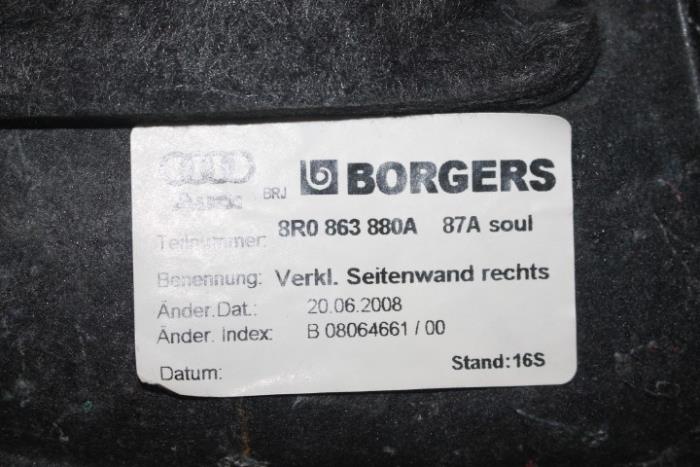 BRJ BORGERS
Audi
Teilnummer: 8R0 863 880A 87A soul
Benennung: Verkl. Seitenwand rechts
Änder.Dat.: 20.06.2008
Änder. Index: B 08064661 / 00
Datum: Stand:16S